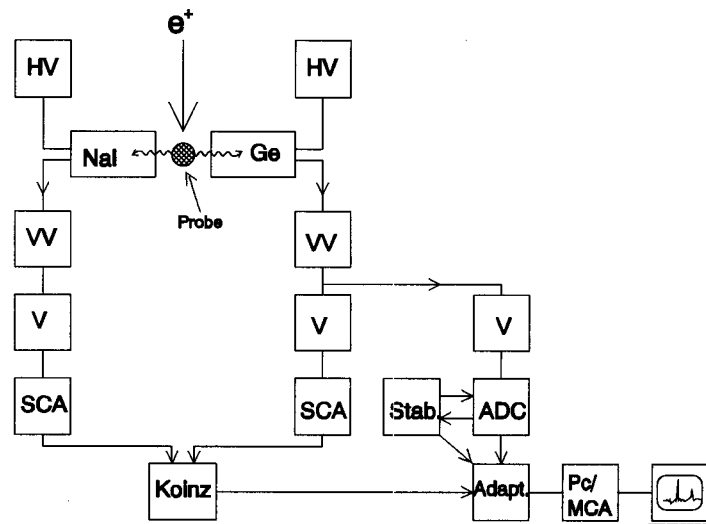 e+
HV
HV
NaI
Ge
Probe
VV
VV
V
V
V
SCA
SCA
Stab.
ADC
Koinz
Adapt.
Pc/
MCA